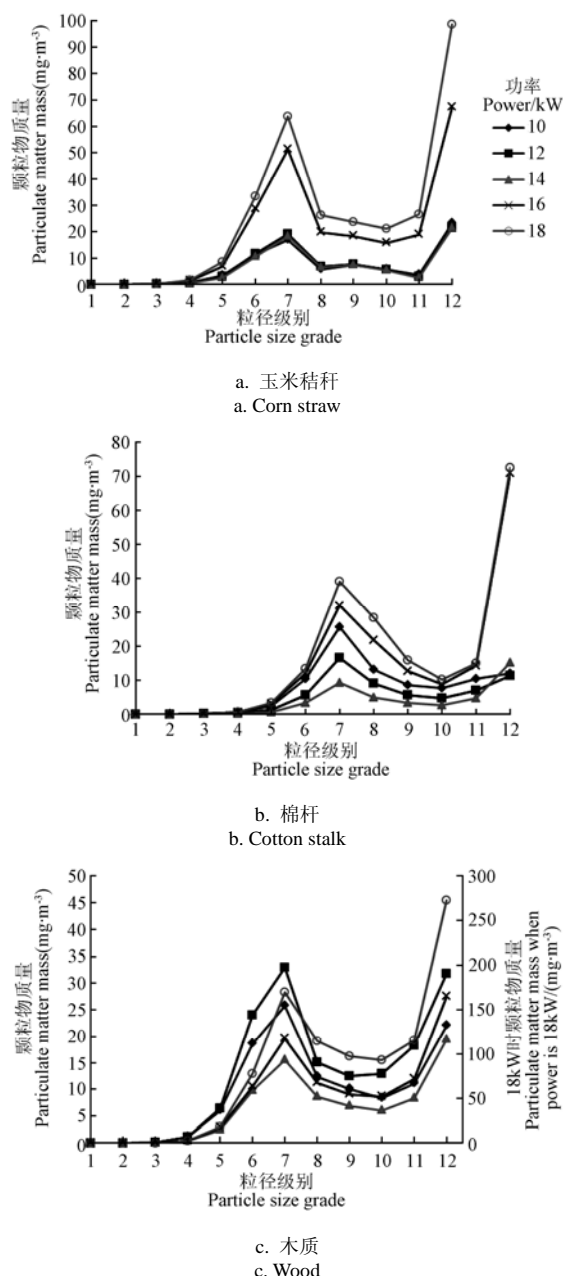 颗粒物质量
Particulate matter mass(mg·m⁻³)
100
90
80
70
60
50
40
30
20
10
0
1 2 3 4 5 6 7 8 9 10 11 12
粒径级别
Particle size grade
功率
Power/kW
10
12
14
16
18
a. 玉米秸秆
a. Corn straw
颗粒物质量
Particulate matter mass(mg·m⁻³)
80
70
60
50
40
30
20
10
0
1 2 3 4 5 6 7 8 9 10 11 12
粒径级别
Particle size grade
b. 棉杆
b. Cotton stalk
颗粒物质量
Particulate matter mass(mg·m⁻³)
50
45
40
35
30
25
20
15
10
5
0
1 2 3 4 5 6 7 8 9 10 11 12
粒径级别
Particle size grade
300
250
200
150
100
50
0
18kW时颗粒物质量
Particulate matter mass when
power is 18kW/(mg·m⁻³)
c. 木质
c. Wood